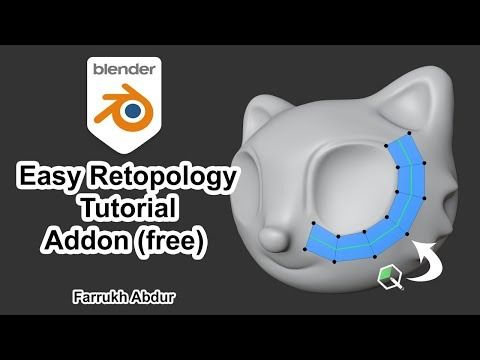 blender
Easy Retopology
Tutorial
Addon (free)
Farrukh Abdur